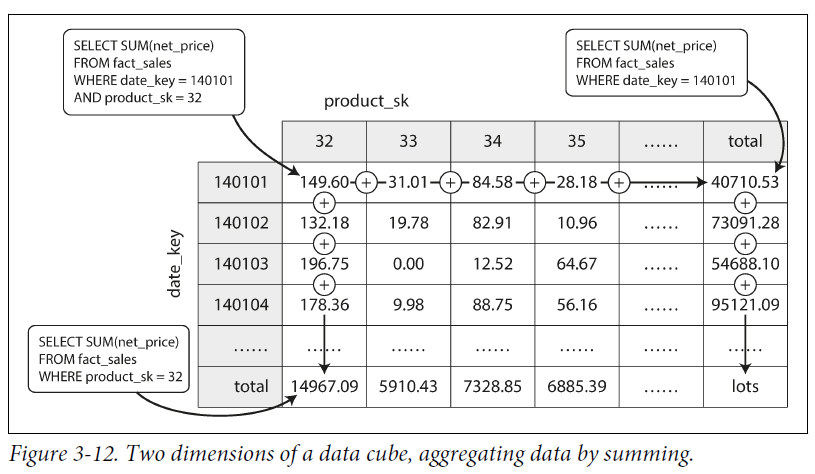 SELECT SUM(net_price)
FROM fact_sales
WHERE date_key = 140101
AND product_sk = 32
SELECT SUM(net_price)
FROM fact_sales
WHERE date_key = 140101
product_sk
32 33 34 35 ...... total
140101 149.60 + 31.01 + 84.58 + 28.18 + ...... 40710.53
+ +
140102 132.18 19.78 82.91 10.96 ...... 73091.28
+ +
date_key
140103 196.75 0.00 12.52 64.67 ...... 54688.10
+ +
140104 178.36 9.98 88.75 56.16 ...... 95121.09
SELECT SUM(net_price)
FROM fact_sales
WHERE product_sk = 32
...... ...... ...... ...... ...... ...... ......
total 14967.09 5910.43 7328.85 6885.39 ...... lots
Figure 3-12. Two dimensions of a data cube, aggregating data by summing.